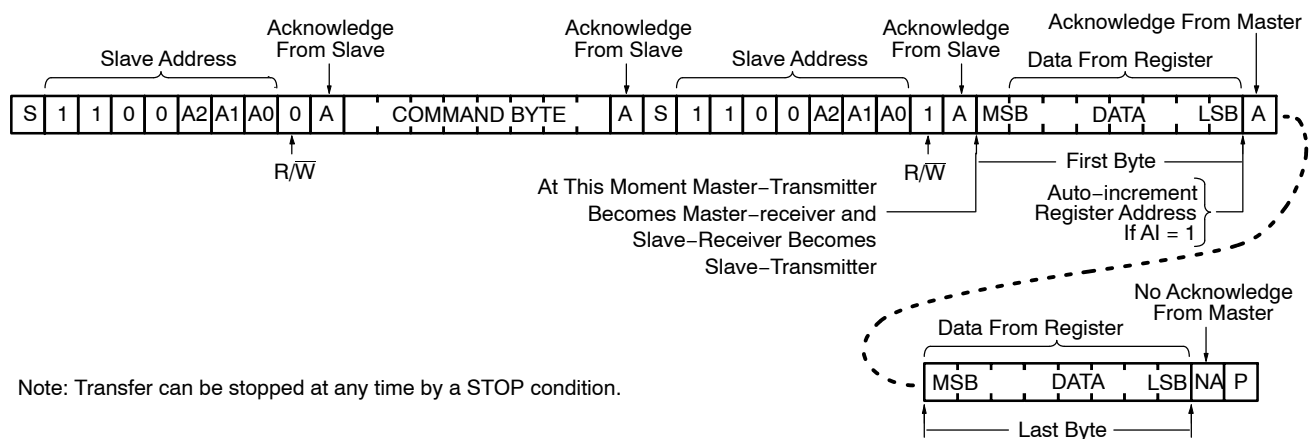 Acknowledge
From Slave
Acknowledge
From Slave
Acknowledge
From Slave
Acknowledge From Master
Slave Address
Slave Address
Data From Register
S 1 1 0 0 A2 A1 A0 0 A COMMAND BYTE A S 1 1 0 0 A2 A1 A0 1 A MSB DATA LSB A
R/W̅
R/W̅
First Byte
At This Moment Master−Transmitter
Becomes Master−receiver and
Slave−Receiver Becomes
Slave−Transmitter
Auto−increment
Register Address
If AI = 1
No Acknowledge
From Master
Data From Register
MSB DATA LSB NA P
Last Byte
Note: Transfer can be stopped at any time by a STOP condition.